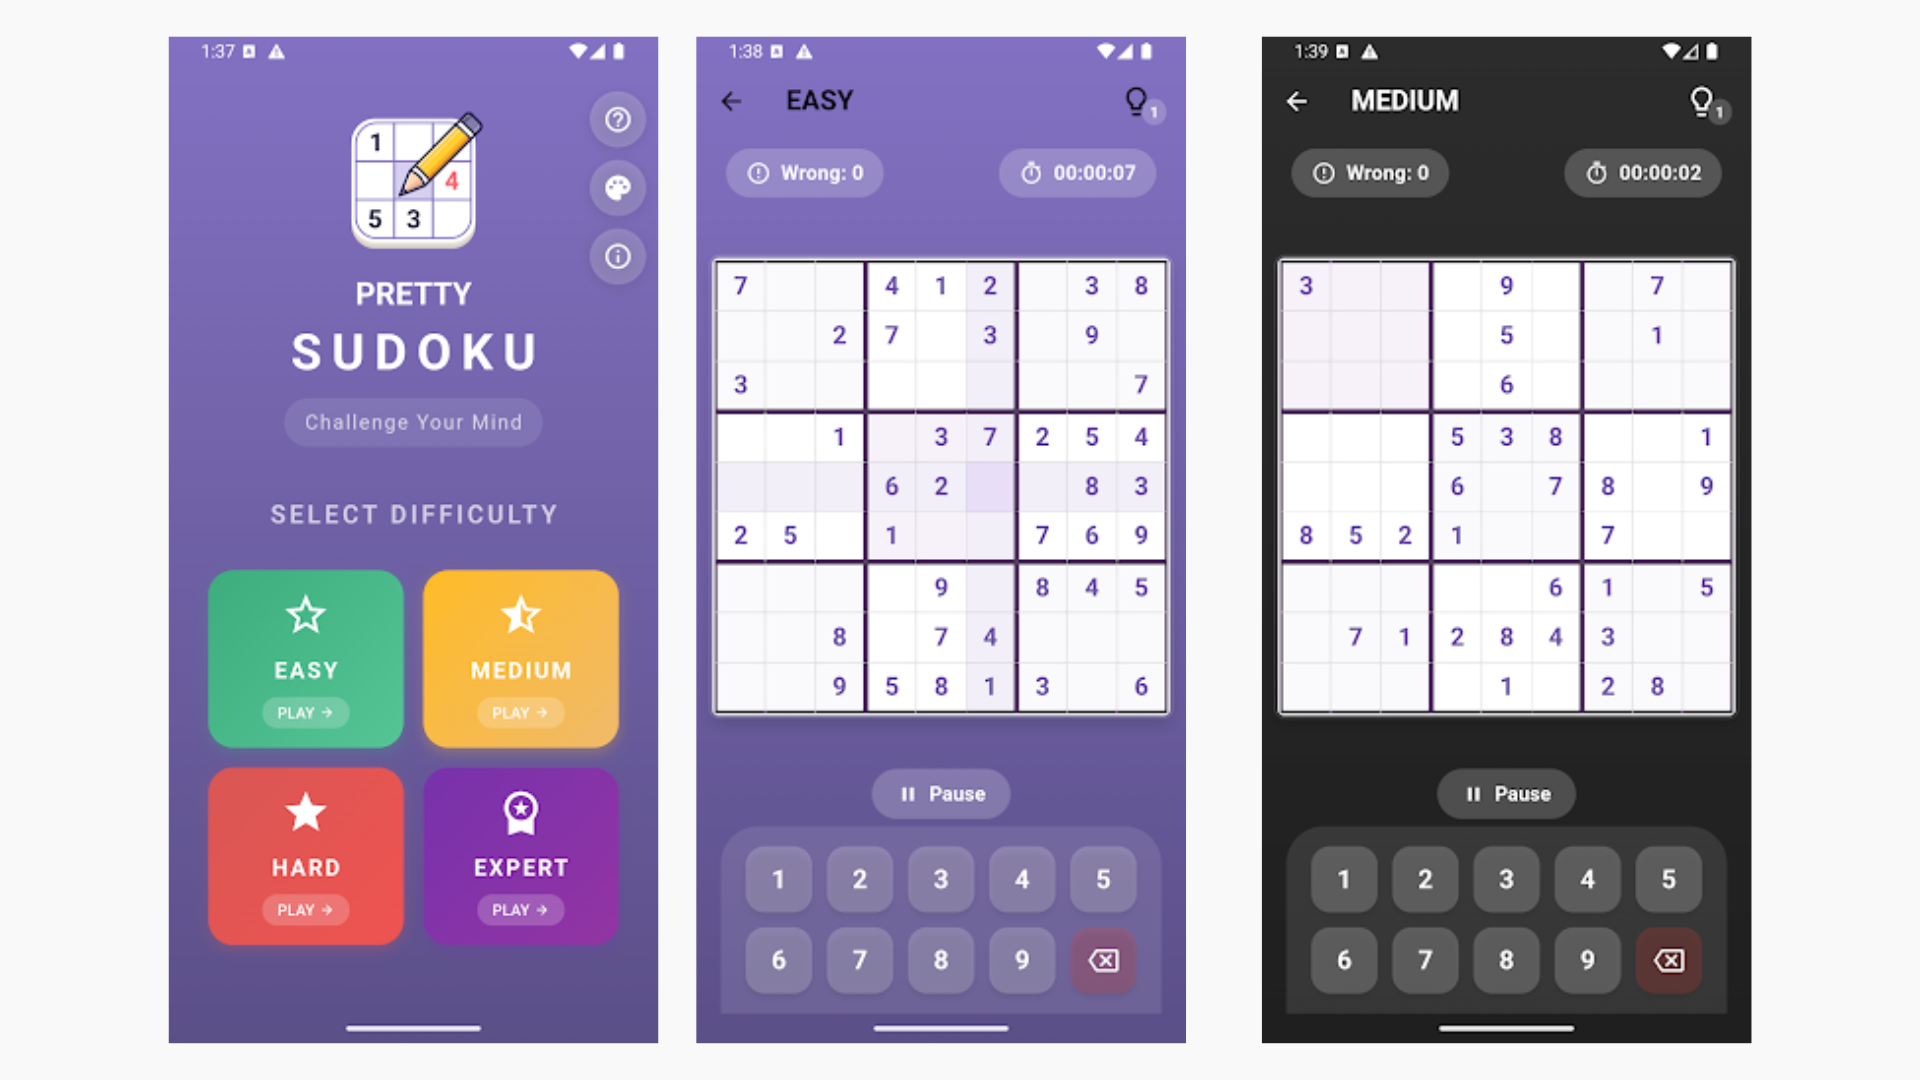 1:37
1
4
5 3
PRETTY
SUDOKU
Challenge Your Mind
SELECT DIFFICULTY
EASY
PLAY →
MEDIUM
PLAY →
HARD
PLAY →
EXPERT
PLAY →
1:38
EASY
1
Wrong: 0
00:00:07
7 4 1 2 3 8
2 7 3 9
3 7
1 3 7 2 5 4
6 2 8 3
2 5 1 7 6 9
9 8 4 5
8 7 4
9 5 8 1 3 6
Pause
1 2 3 4 5
6 7 8 9
1:39
MEDIUM
1
Wrong: 0
00:00:02
3 9 7
5 1
6
5 3 8 1
6 7 8 9
8 5 2 1 7
6 1 5
7 1 2 8 4 3
1 2 8
Pause
1 2 3 4 5
6 7 8 9